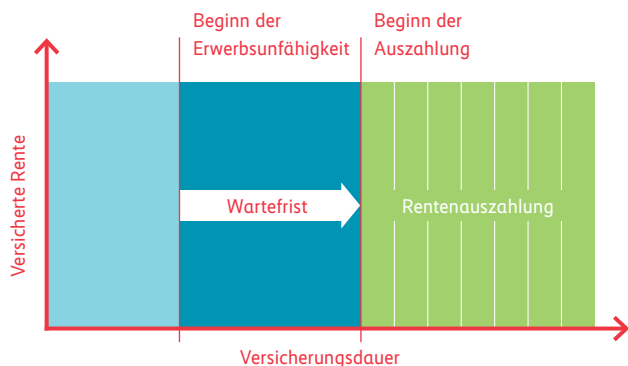 Beginn der
Erwerbsunfähigkeit
Beginn der
Auszahlung
Versicherte Rente
Wartefrist
Rentenauszahlung
Versicherungsdauer